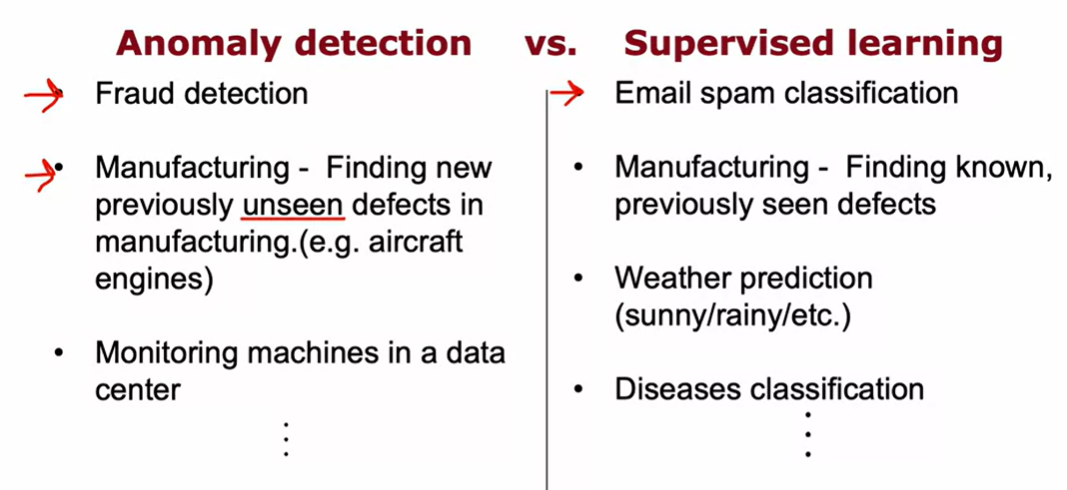 Anomaly detection vs. Supervised learning
Fraud detection
• Manufacturing - Finding new
previously unseen defects in
manufacturing.(e.g. aircraft
engines)
• Monitoring machines in a data
center
⋮
Email spam classification
• Manufacturing - Finding known,
previously seen defects
• Weather prediction
(sunny/rainy/etc.)
• Diseases classification
⋮